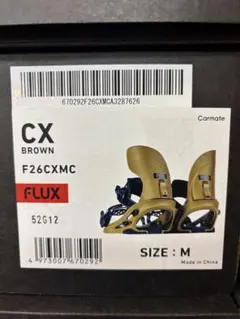 670292F26CXMCA3287626
CX
BROWN
F26CXMC
FLUX
52G12
4 973007 670292
Carmate
SIZE : M
Made in China